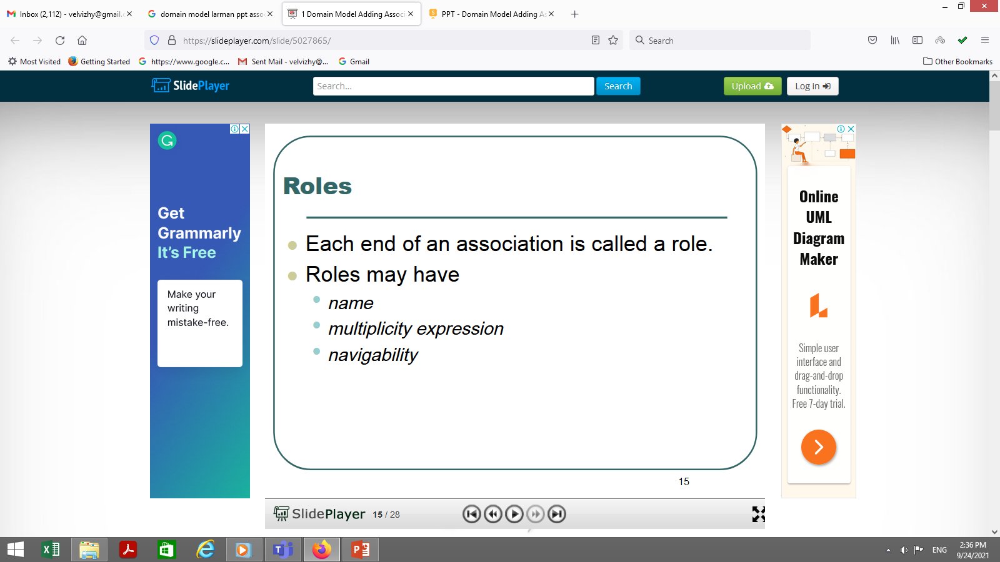 Inbox (2,112) - velvizhy@gmail.c
domain model larman ppt asso
1 Domain Model Adding Associ
PPT - Domain Model Adding As
https://slideplayer.com/slide/5027865/
Search
Most Visited
Getting Started
https://www.google.c...
Sent Mail - velvizhy@...
Gmail
Other Bookmarks
SlidePlayer
Search...
Search
Upload
Log in
Get
Grammarly
It's Free
Make your
writing
mistake-free.
Roles
Each end of an association is called a role.
Roles may have
name
multiplicity expression
navigability
15
Online
UML
Diagram
Maker
Simple user
interface and
drag-and-drop
functionality.
Free 7-day trial.
SlidePlayer 15 / 28
ENG
2:36 PM
9/24/2021